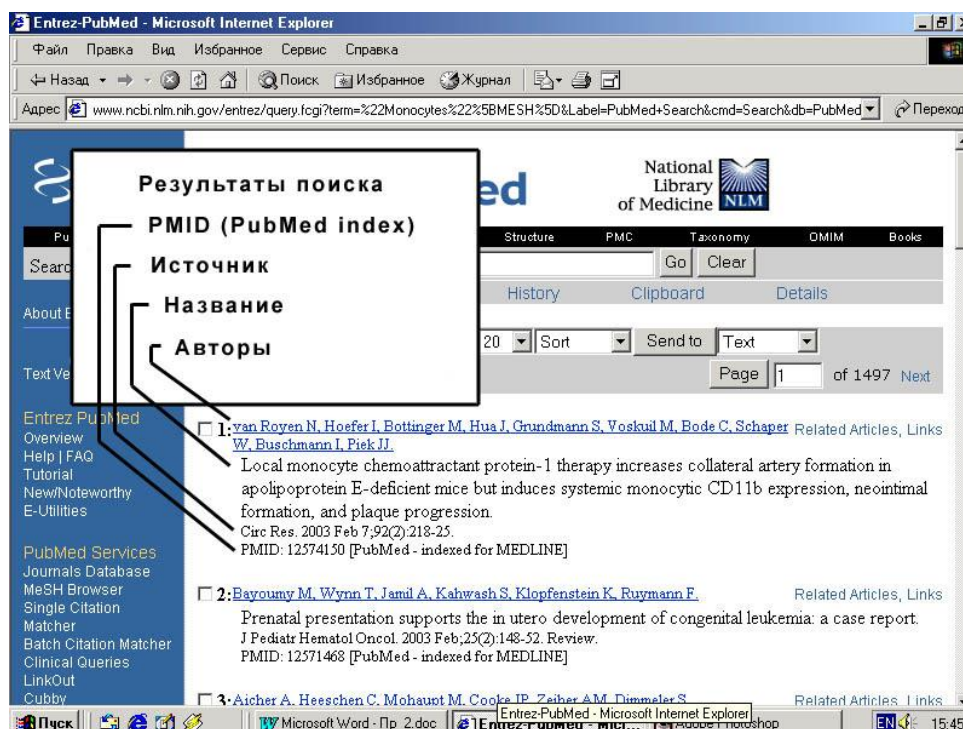 Entrez-PubMed - Microsoft Internet Explorer
Файл Правка Вид Избранное Сервис Справка
Назад Поиск Избранное Журнал
Адрес www.ncbi.nlm.nih.gov/entrez/query.fcgi?term=%22Monocytes%22%5BMESH%5D&Label=PubMed+Search&cmd=Search&db=PubMed Переход
Результаты поиска
PMID (PubMed index)
Источник
Название
Авторы
ed
National
Library
of Medicine NLM
Pu Structure PMC Taxonomy OMIM Books
Searc Go Clear
History Clipboard Details
About E
20 Sort Send to Text
Text Ve
Page 1 of 1497 Next
Entrez PubMed
Overview
Help | FAQ
Tutorial
New/Noteworthy
E-Utilities
PubMed Services
Journals Database
MeSH Browser
Single Citation
Matcher
Batch Citation Matcher
Clinical Queries
LinkOut
Cubby
1: van Royen N, Hoefer I, Bottinger M, Hua J, Grundmann S, Voskuil M, Bode C, Schaper Related Articles, Links
W, Buschmann I, Piek JJ.
Local monocyte chemoattractant protein-1 therapy increases collateral artery formation in
apolipoprotein E-deficient mice but induces systemic monocytic CD11b expression, neointimal
formation, and plaque progression.
Circ Res. 2003 Feb 7;92(2):218-25.
PMID: 12574150 [PubMed - indexed for MEDLINE]
2: Bayoumy M, Wynn T, Jamil A, Kahwash S, Klopfenstein K, Ruymann F. Related Articles, Links
Prenatal presentation supports the in utero development of congenital leukemia: a case report.
J Pediatr Hematol Oncol. 2003 Feb;25(2):148-52. Review.
PMID: 12571468 [PubMed - indexed for MEDLINE]
3: Aicher A, Heeschen C, Mohaupt M, Cooke JP, Zeiher AM, Dimmeler S. Related Articles, Links
Entrez-PubMed - Microsoft Internet Explorer
Пуск Microsoft Word - Пр_2.doc Entrez-PubMed - Micr... Adobe Photoshop EN 15:45